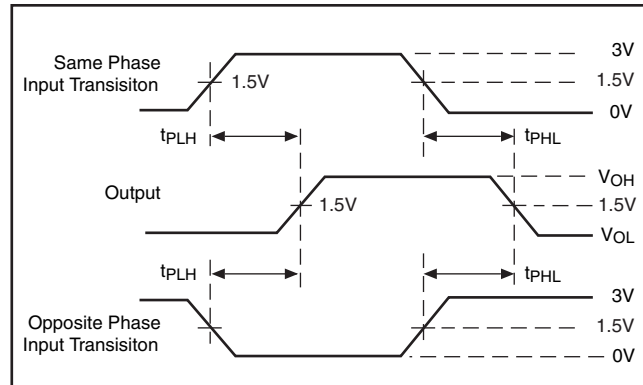 Same Phase
Input Transisiton
1.5V
3V
1.5V
0V
tPLH
tPHL
Output
1.5V
VOH
1.5V
VOL
tPLH
tPHL
Opposite Phase
Input Transisiton
3V
1.5V
0V